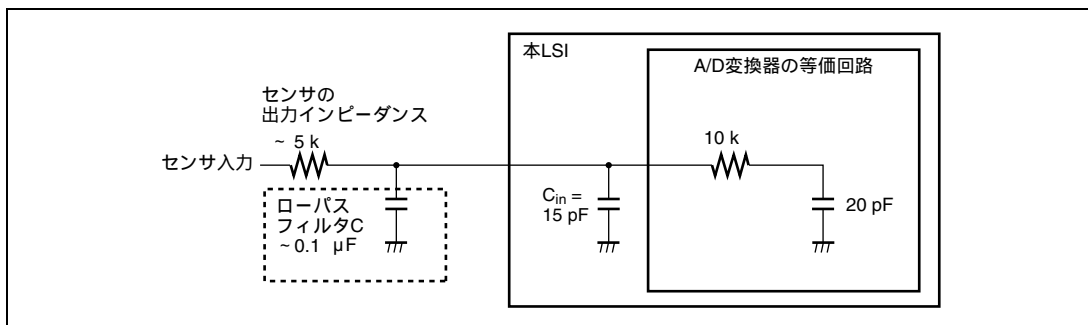 本LSI
A/D変換器の等価回路
センサの
出力インピーダンス
~ 5 k
10 k
センサ入力
C_in =
15 pF
20 pF
ローパス
フィルタC
~ 0.1 μF